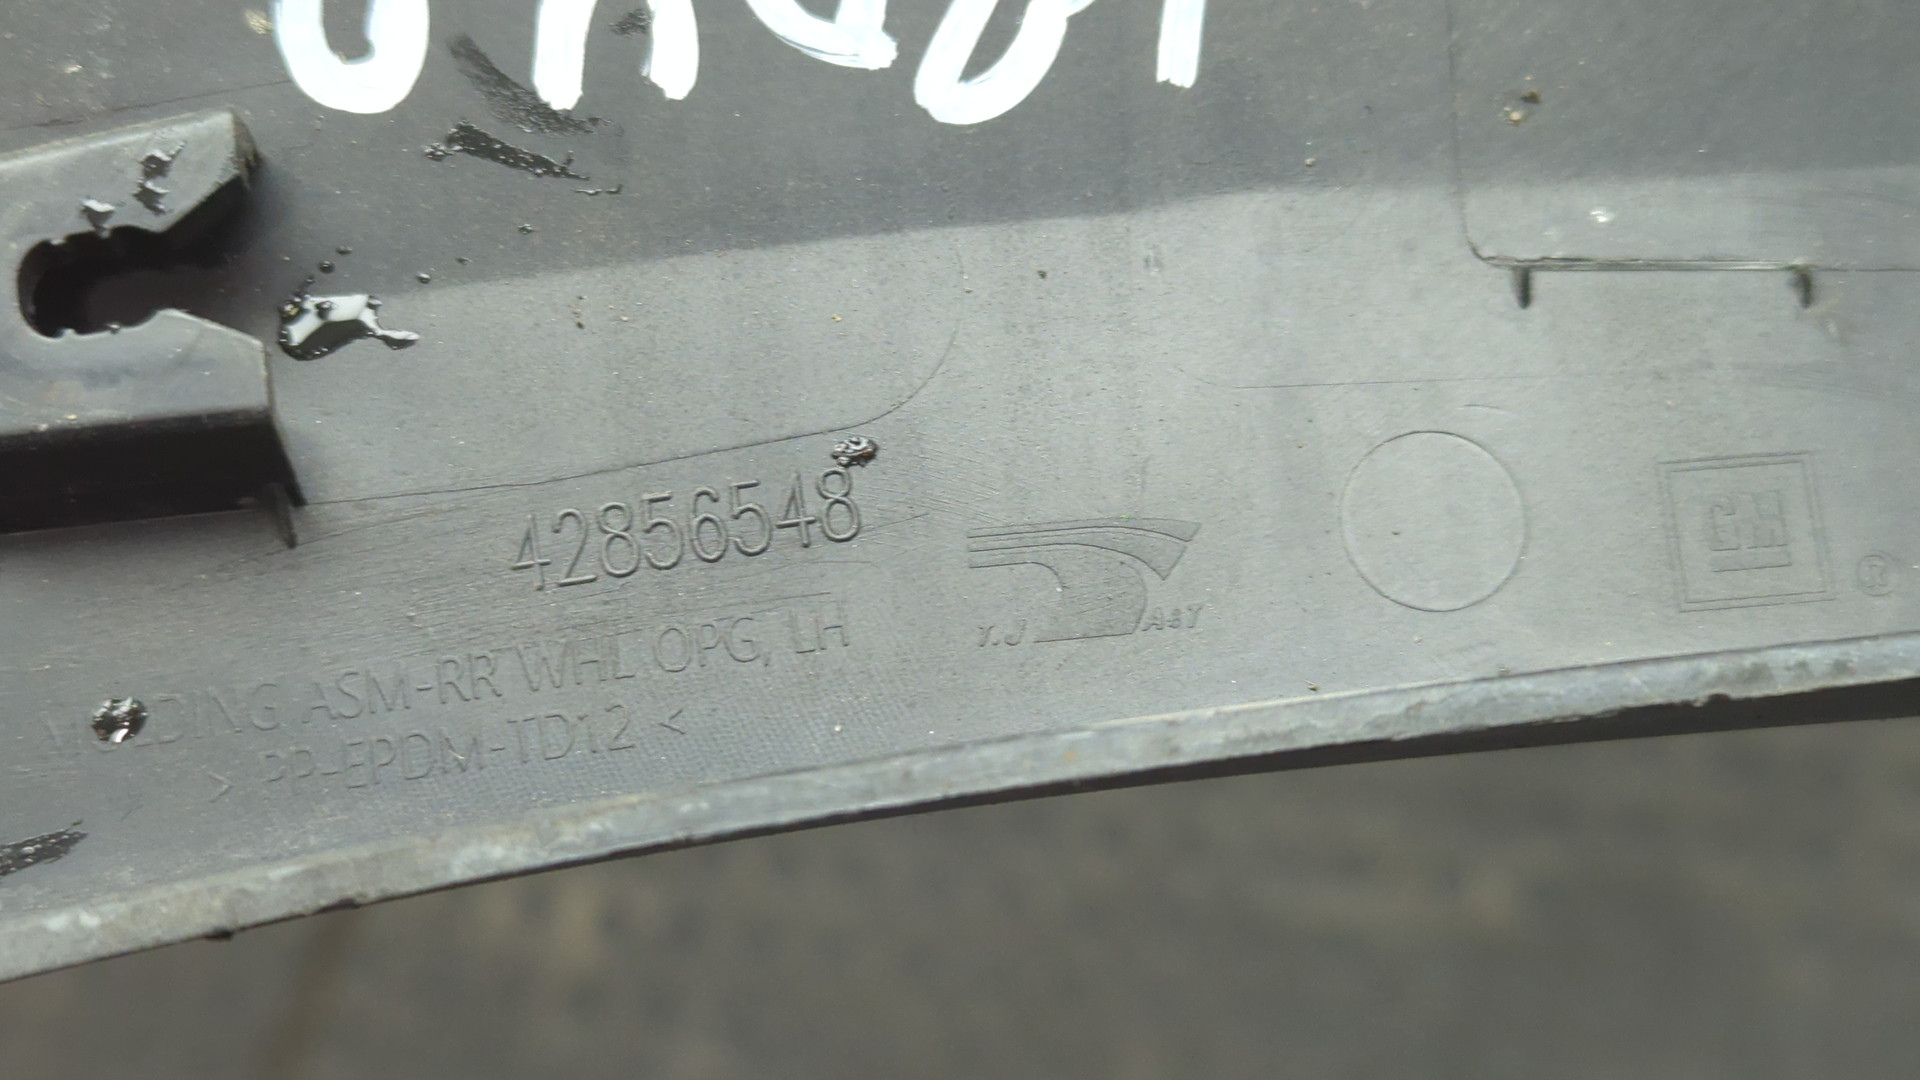 42856548
MOLDING ASM-RR WHL OPG, LH
> PP-EPDM-TD12 <
Y.J A&T
GM ®